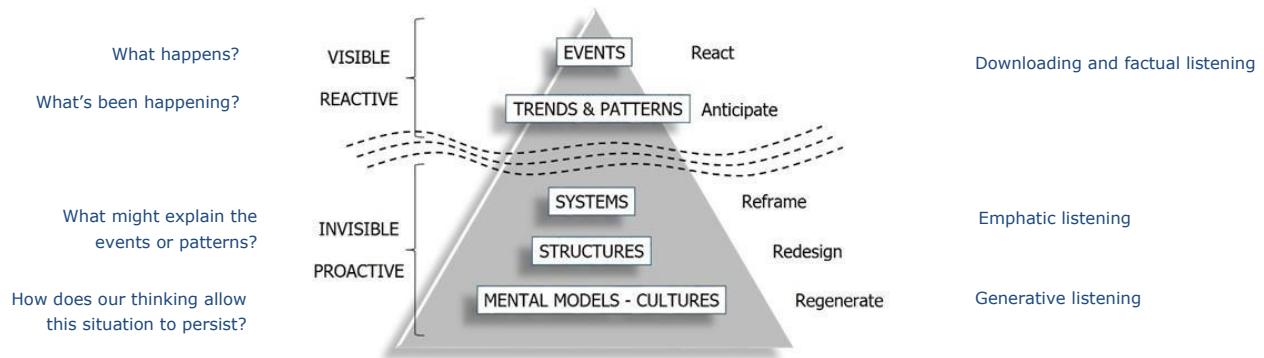 What happens?
VISIBLE
EVENTS
React
Downloading and factual listening
What’s been happening?
REACTIVE
TRENDS & PATTERNS
Anticipate
What might explain the
events or patterns?
INVISIBLE
SYSTEMS
Reframe
Emphatic listening
PROACTIVE
STRUCTURES
Redesign
How does our thinking allow
this situation to persist?
MENTAL MODELS - CULTURES
Regenerate
Generative listening